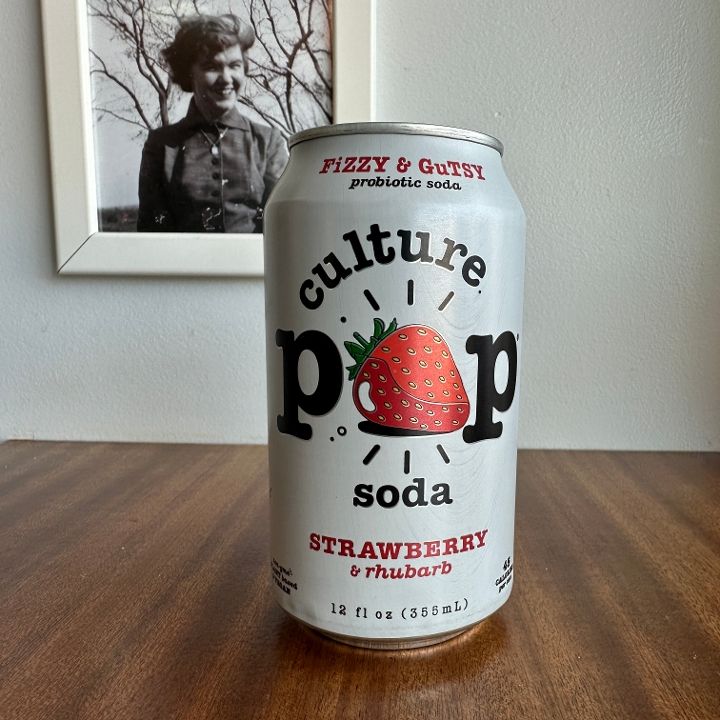 FiZZY & GuTSY
probiotic soda
culture
pop
soda
STRAWBERRY
& rhubarb
12 fl oz (355mL)